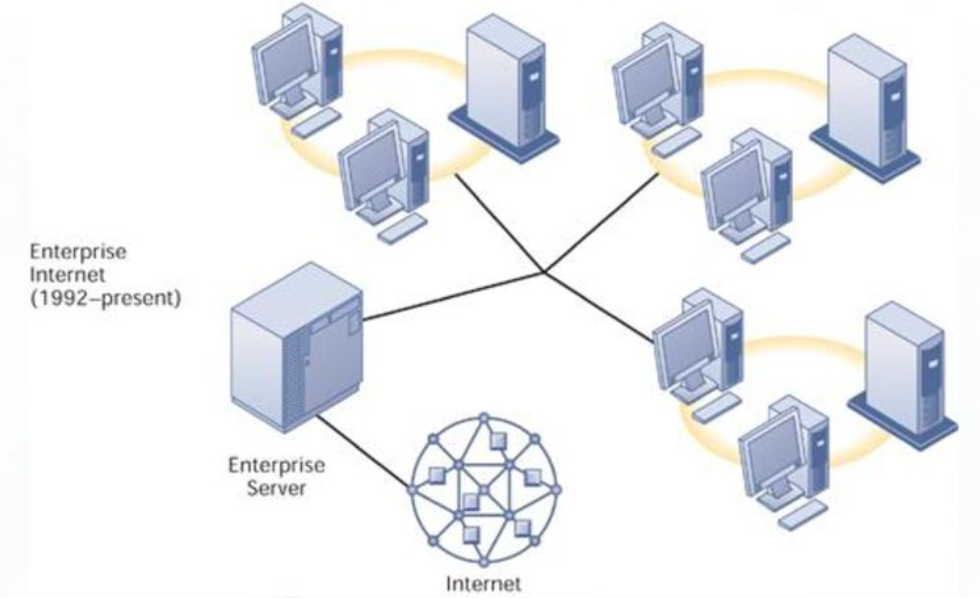 Enterprise
Internet
(1992–present)
Enterprise
Server
Internet